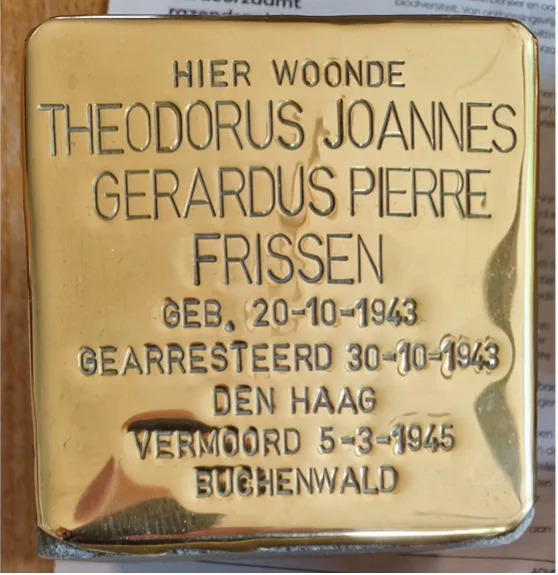 HIER WOONDE
THEODORUS JOANNES
GERARDUS PIERRE
FRISSEN
GEB. 20-10-1943
GEARRESTEERD 30-10-1943
DEN HAAG
VERMOORD 5-3-1945
BUCHENWALD